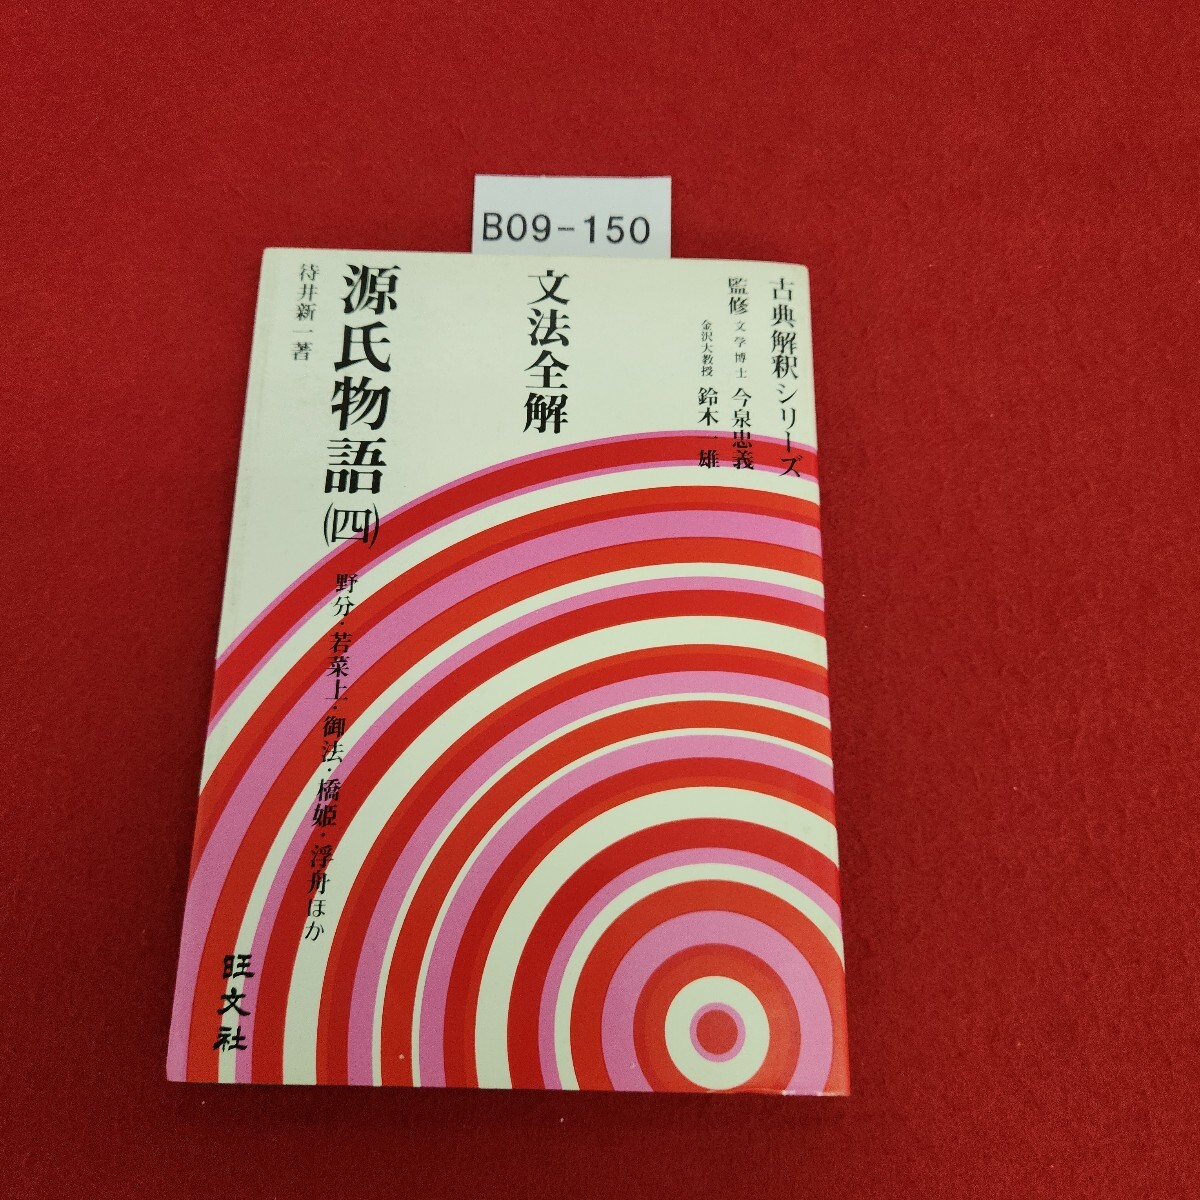 B09-150
古典解釈シリーズ
監修 文学博士 今泉忠義
金沢大教授 鈴木一雄
文法全解
源氏物語(四) 野分・若菜上・御法・橋姫・浮舟ほか
待井新一著
旺文社